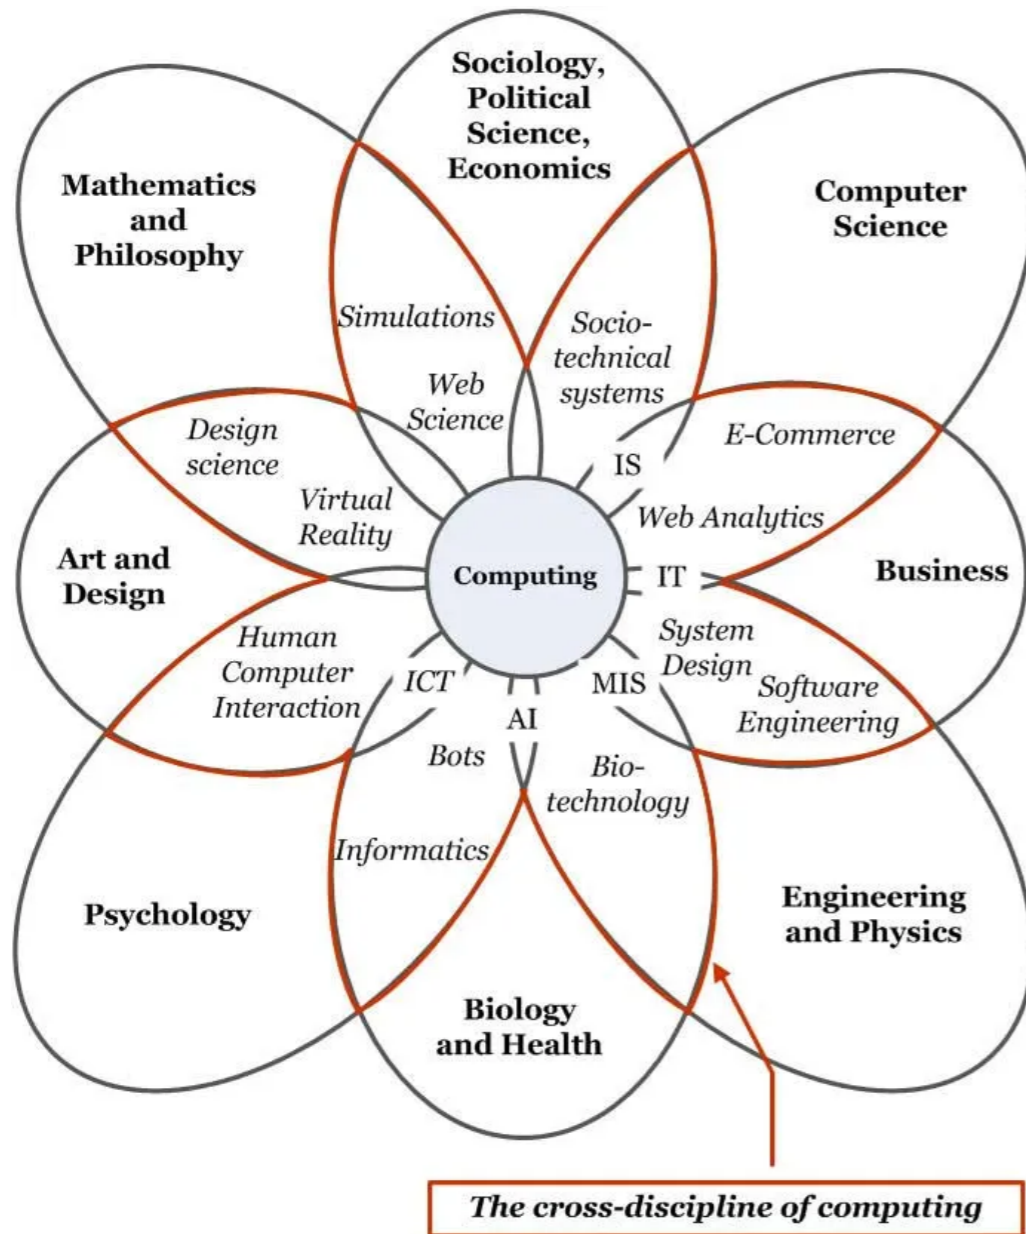 Sociology,
Political
Science,
Economics
Mathematics
and
Philosophy
Computer
Science
Simulations
Socio-
technical
systems
Web
Science
Design
science
E-Commerce
IS
Virtual
Reality
Web Analytics
Art and
Design
Computing
IT
Business
Human
Computer
Interaction
System
Design
ICT
MIS
Software
Engineering
AI
Bots
Bio-
technology
Informatics
Psychology
Engineering
and Physics
Biology
and Health
The cross-discipline of computing